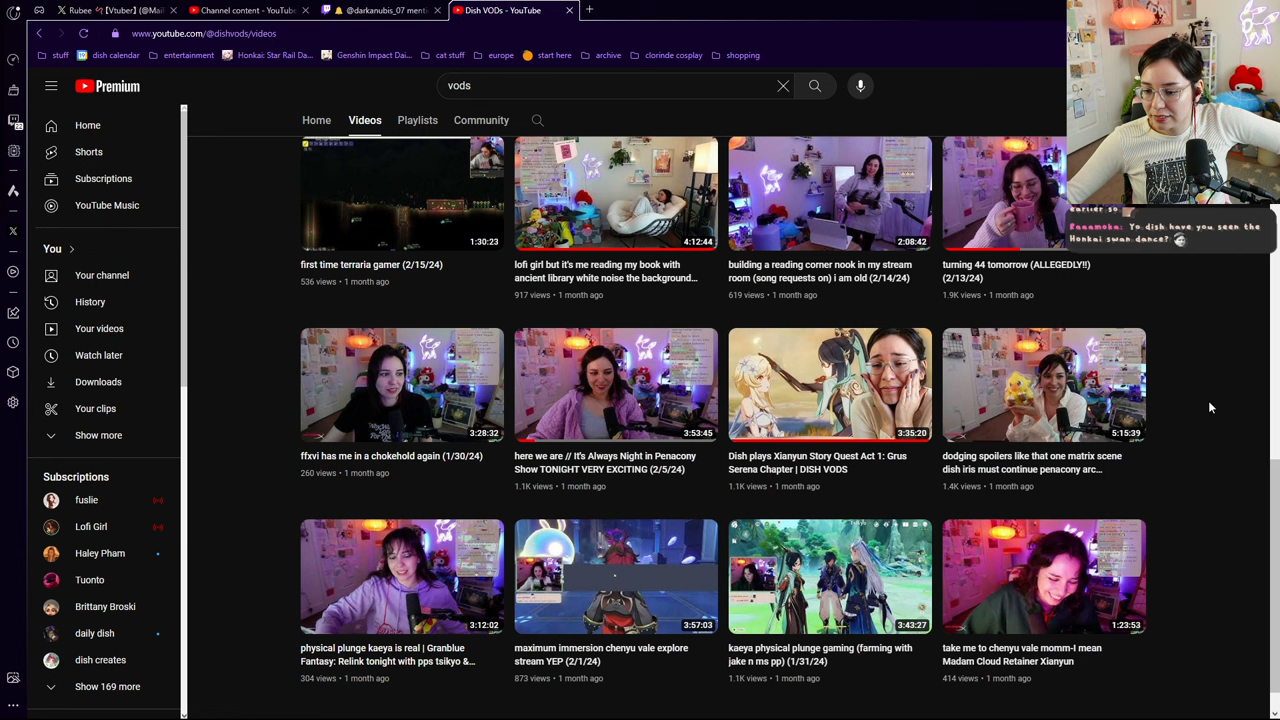 Rubee [Vtuber] (@Mail
Channel content - YouTube
@darkanubis_07 menti
Dish VODs - YouTube
www.youtube.com/@dishvods/videos
stuff
dish calendar
entertainment
Honkai: Star Rail Da...
Genshin Impact Dai...
cat stuff
europe
start here
archive
clorinde cosplay
shopping
Premium
vods
Home
Videos
Playlists
Community
Home
Shorts
Subscriptions
YouTube Music
You
Your channel
History
Your videos
Watch later
Downloads
Your clips
Show more
Subscriptions
fuslie
Lofi Girl
Haley Pham
Tuonto
Brittany Broski
daily dish
dish creates
Show 169 more
1:30:23
first time terraria gamer (2/15/24)
536 views • 1 month ago
4:12:44
lofi girl but it's me reading my book with
ancient library white noise the background...
917 views • 1 month ago
2:08:42
building a reading corner nook in my stream
room (song requests on) i am old (2/14/24)
619 views • 1 month ago
turning 44 tomorrow (ALLEGEDLY!!)
(2/13/24)
1.9K views • 1 month ago
earlier so
Raaamoka: Yo dish have you seen the
Honkai swan dance?
3:28:32
ffxvi has me in a chokehold again (1/30/24)
260 views • 1 month ago
3:53:45
here we are // It's Always Night in Penacony
Show TONIGHT VERY EXCITING (2/5/24)
1.1K views • 1 month ago
3:35:20
Dish plays Xianyun Story Quest Act 1: Grus
Serena Chapter | DISH VODS
1.1K views • 1 month ago
5:15:39
dodging spoilers like that one matrix scene
dish iris must continue penacony arc...
1.4K views • 1 month ago
3:12:02
physical plunge kaeya is real | Granblue
Fantasy: Relink tonight with pps tsikyo &...
304 views • 1 month ago
3:57:03
maximum immersion chenyu vale explore
stream YEP (2/1/24)
873 views • 1 month ago
3:43:27
kaeya physical plunge gaming (farming with
jake n ms pp) (1/31/24)
1.1K views • 1 month ago
1:23:53
take me to chenyu vale momm-I mean
Madam Cloud Retainer Xianyun
414 views • 1 month ago